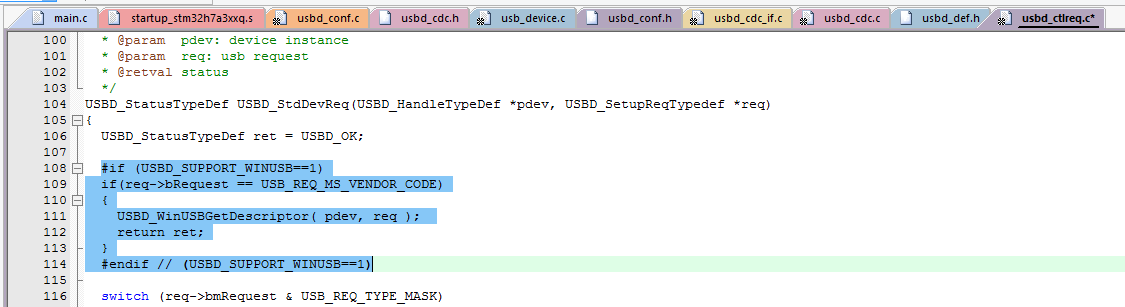 main.c startup_stm32h7a3xxq.s usbd_conf.c usbd_cdc.h usb_device.c usbd_conf.h usbd_cdc_if.c usbd_cdc.c usbd_def.h usbd_ctlreq.c*
100 * @param pdev: device instance
101 * @param req: usb request
102 * @retval status
103 */
104 USBD_StatusTypeDef USBD_StdDevReq(USBD_HandleTypeDef *pdev, USBD_SetupReqTypedef *req)
105 {
106 USBD_StatusTypeDef ret = USBD_OK;
107
108 #if (USBD_SUPPORT_WINUSB==1)
109 if(req->bRequest == USB_REQ_MS_VENDOR_CODE)
110 {
111 USBD_WinUSBGetDescriptor( pdev, req );
112 return ret;
113 }
114 #endif // (USBD_SUPPORT_WINUSB==1)
115
116 switch (req->bmRequest & USB_REQ_TYPE_MASK)